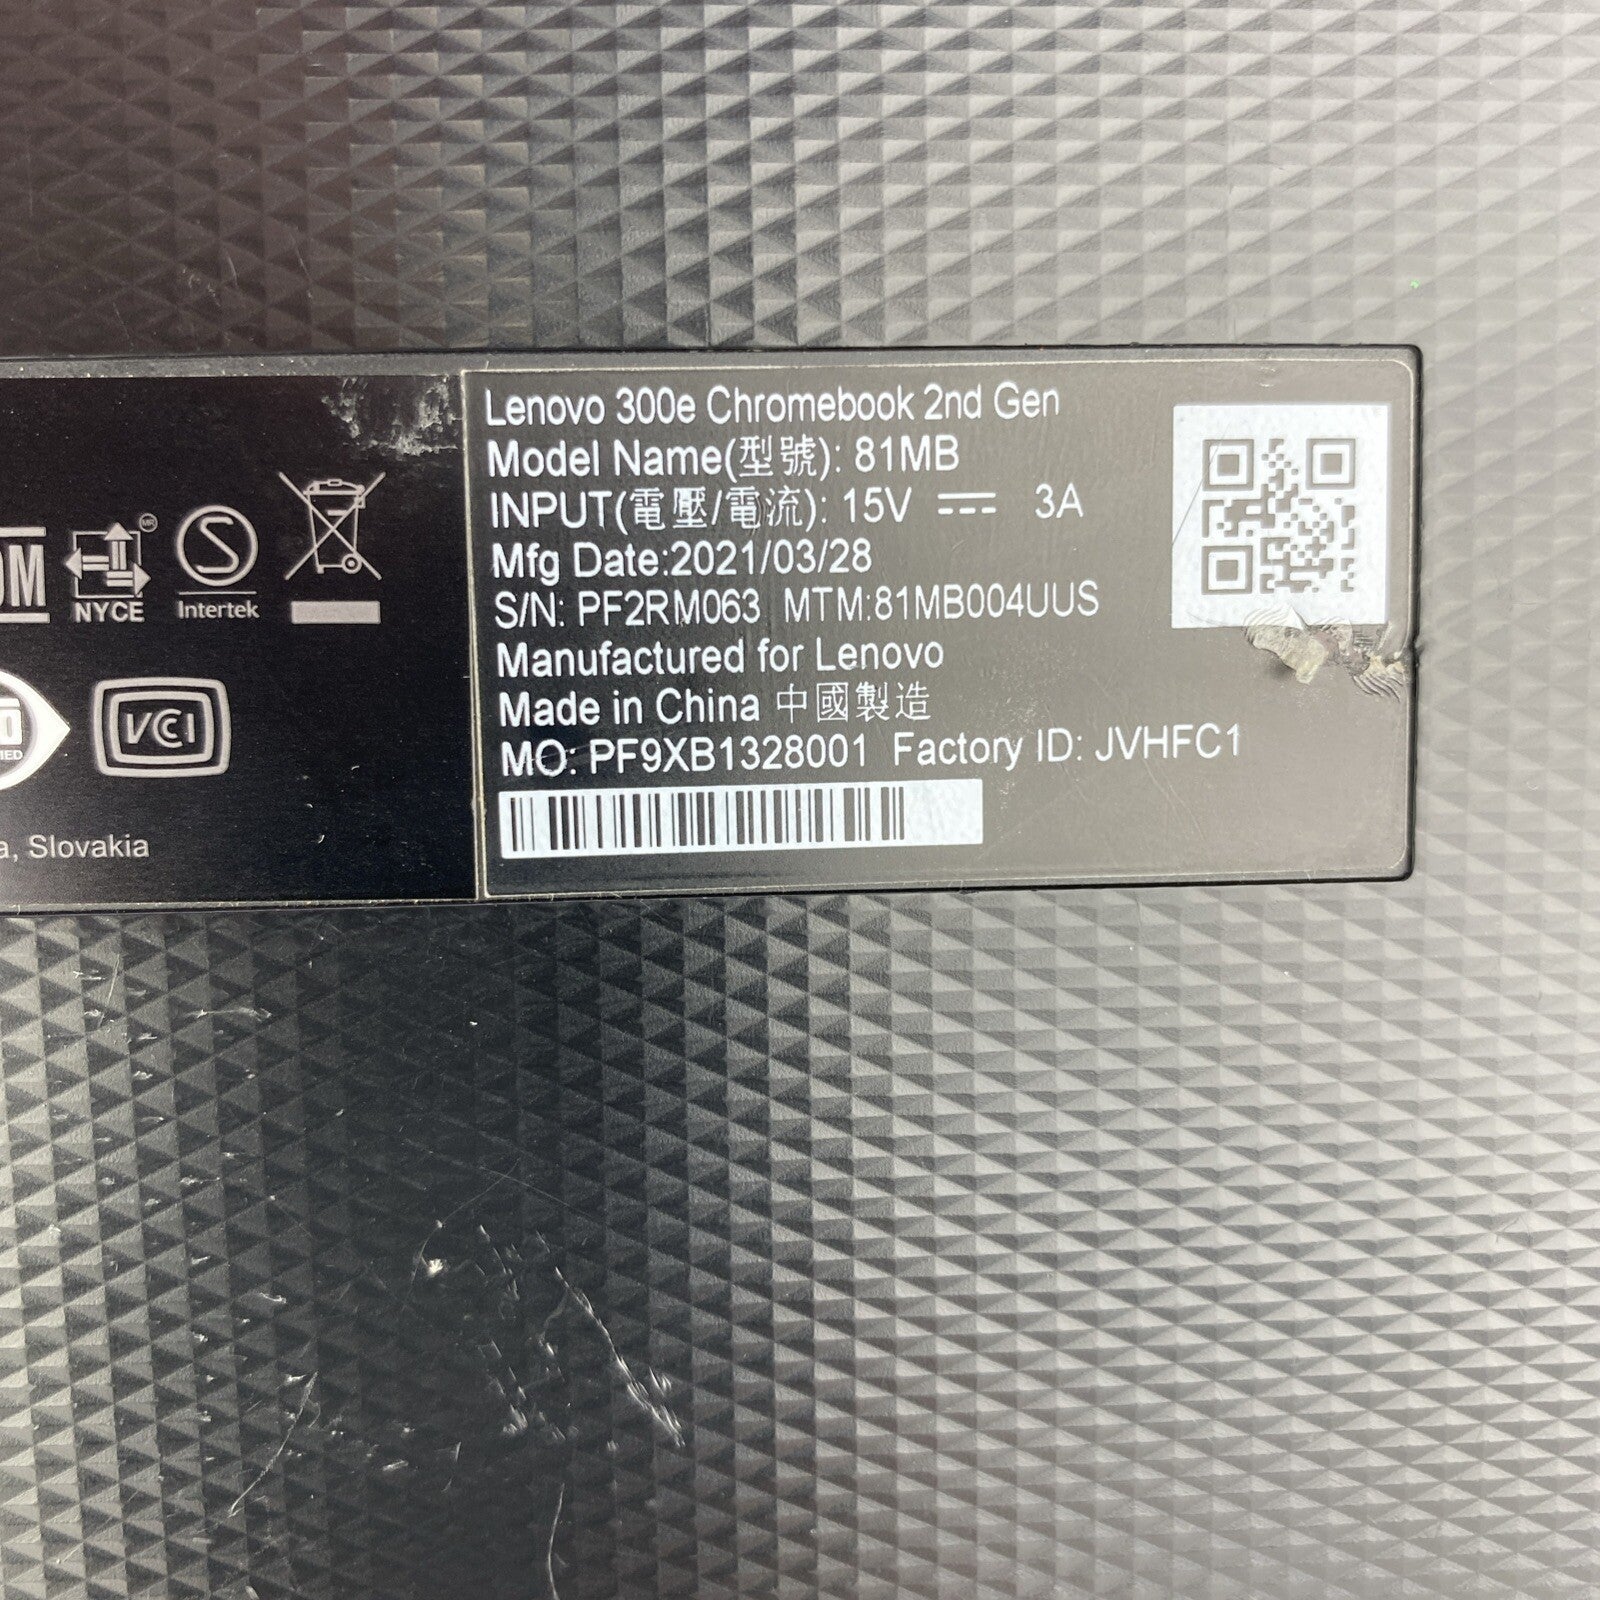 Lenovo 300e Chromebook 2nd Gen
Model Name(型號): 81MB
INPUT(電壓/電流): 15V ⎓ 3A
Mfg Date:2021/03/28
S/N: PF2RM063 MTM:81MB004UUS
Manufactured for Lenovo
Made in China 中國製造
MO: PF9XB1328001 Factory ID: JVHFC1
OM
NYCE
MR
S
Intertek
VCI
a, Slovakia